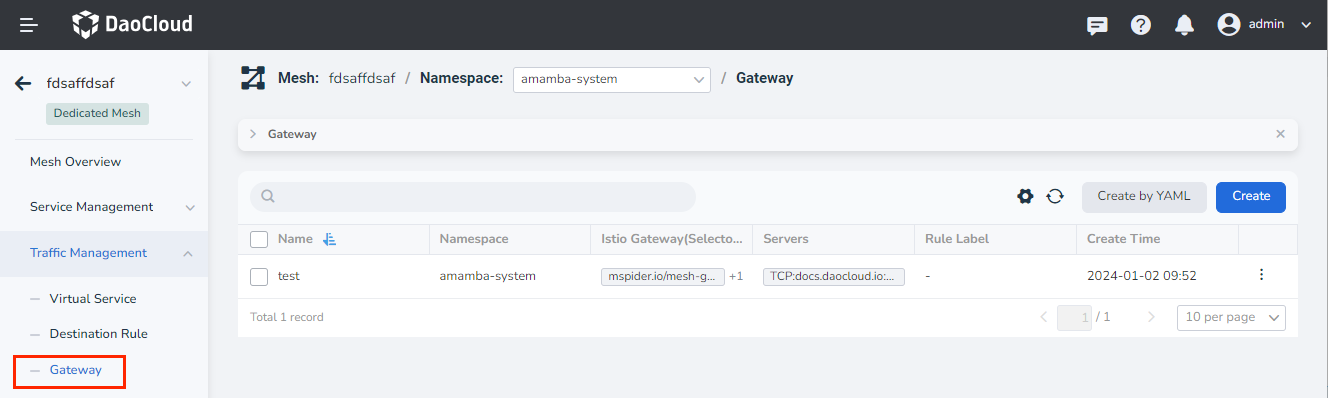 DaoCloud
admin
fdsaffdsaf
Dedicated Mesh
Mesh Overview
Service Management
Traffic Management
Virtual Service
Destination Rule
Gateway
Mesh: fdsaffdsaf / Namespace: amamba-system / Gateway
Gateway
Create by YAML
Create
Name Namespace Istio Gateway(Selecto... Servers Rule Label Create Time
test amamba-system mspider.io/mesh-g... +1 TCP:docs.daocloud.io:... - 2024-01-02 09:52
Total 1 record
1 / 1
10 per page